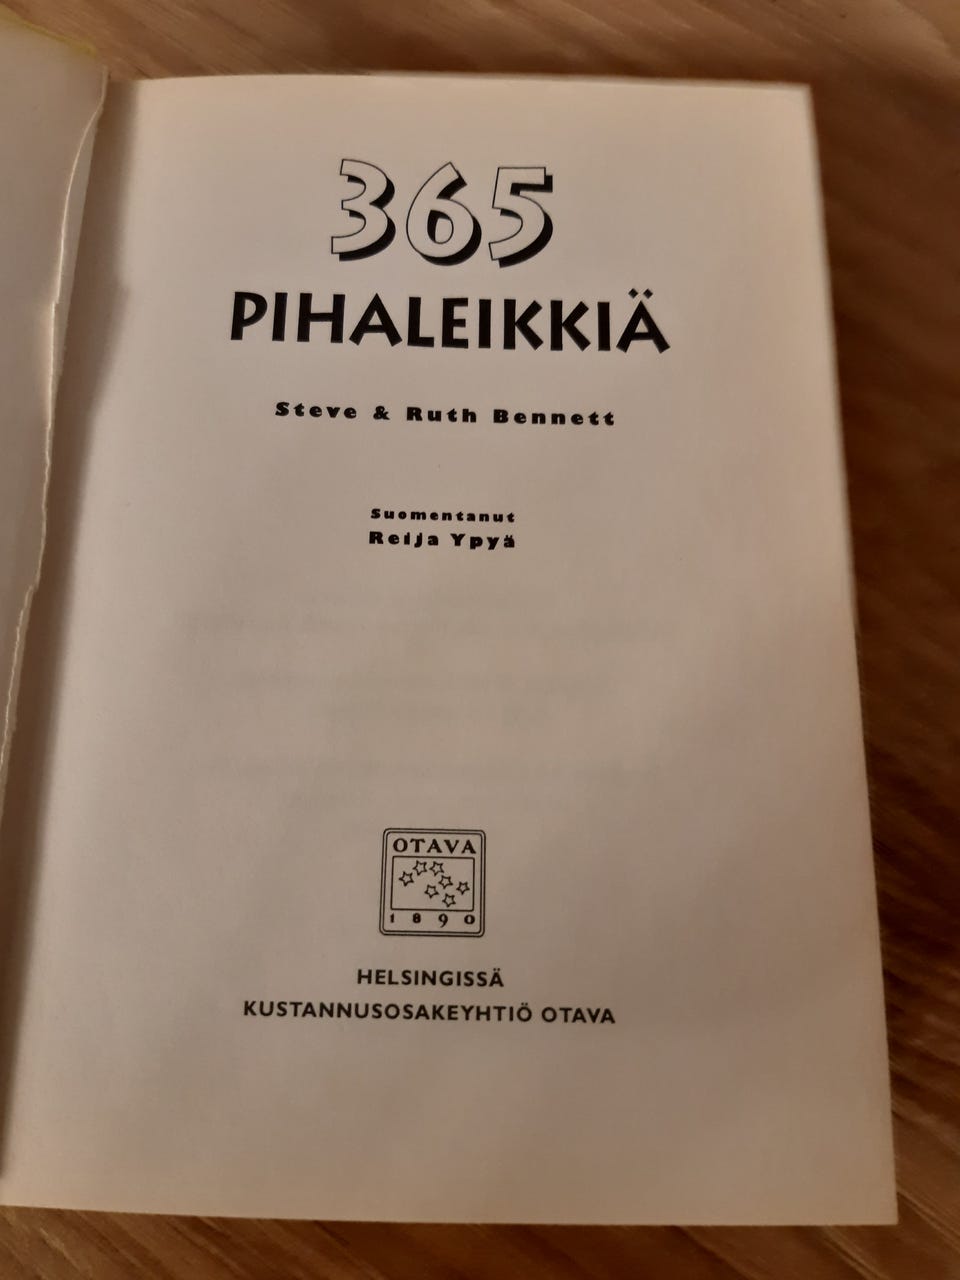 365
PIHALEIKKIÄ
Steve & Ruth Bennett
Suomentanut
Reija Ypyä
OTAVA
1890
HELSINGISSÄ
KUSTANNUSOSAKEYHTIÖ OTAVA